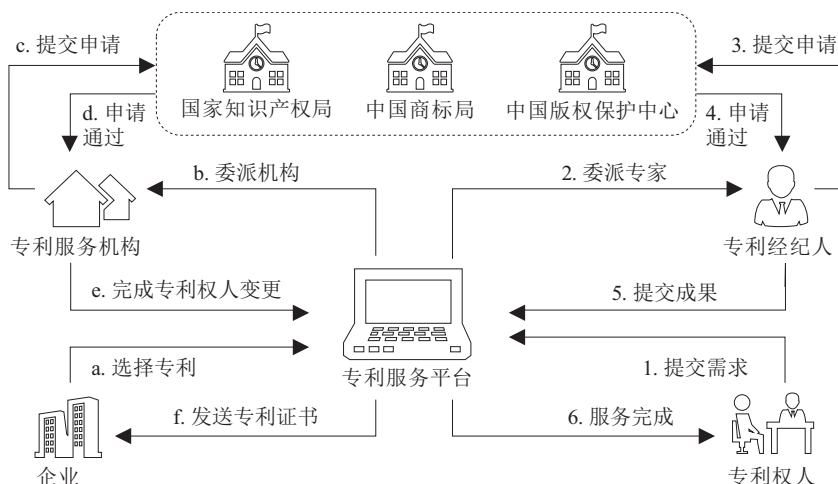 c. 提交申请
3. 提交申请
国家知识产权局
中国商标局
中国版权保护中心
d. 申请
通过
4. 申请
通过
b. 委派机构
2. 委派专家
专利服务机构
专利经纪人
e. 完成专利权人变更
5. 提交成果
a. 选择专利
专利服务平台
1. 提交需求
f. 发送专利证书
6. 服务完成
企业
专利权人